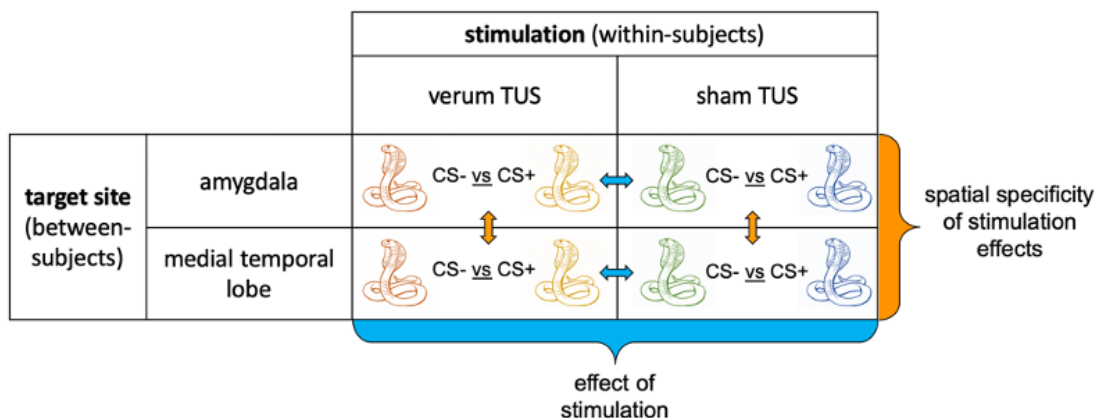 stimulation (within-subjects)
verum TUS
sham TUS
target site
(between-
subjects)
amygdala
CS- vs CS+
CS- vs CS+
medial temporal
lobe
CS- vs CS+
CS- vs CS+
spatial specificity
of stimulation
effects
effect of
stimulation